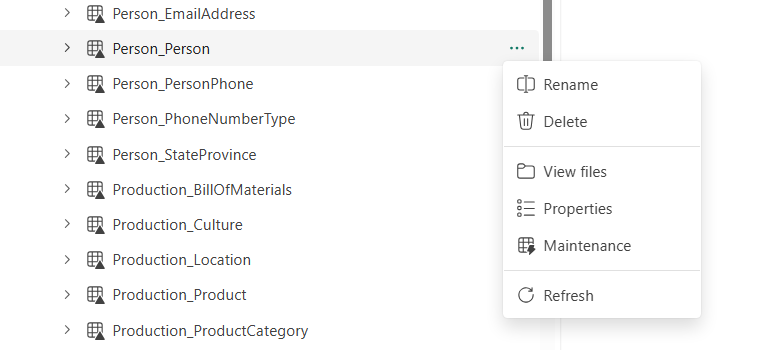 Person_EmailAddress
Person_Person
Person_PersonPhone
Person_PhoneNumberType
Person_StateProvince
Production_BillOfMaterials
Production_Culture
Production_Location
Production_Product
Production_ProductCategory
Rename
Delete
View files
Properties
Maintenance
Refresh